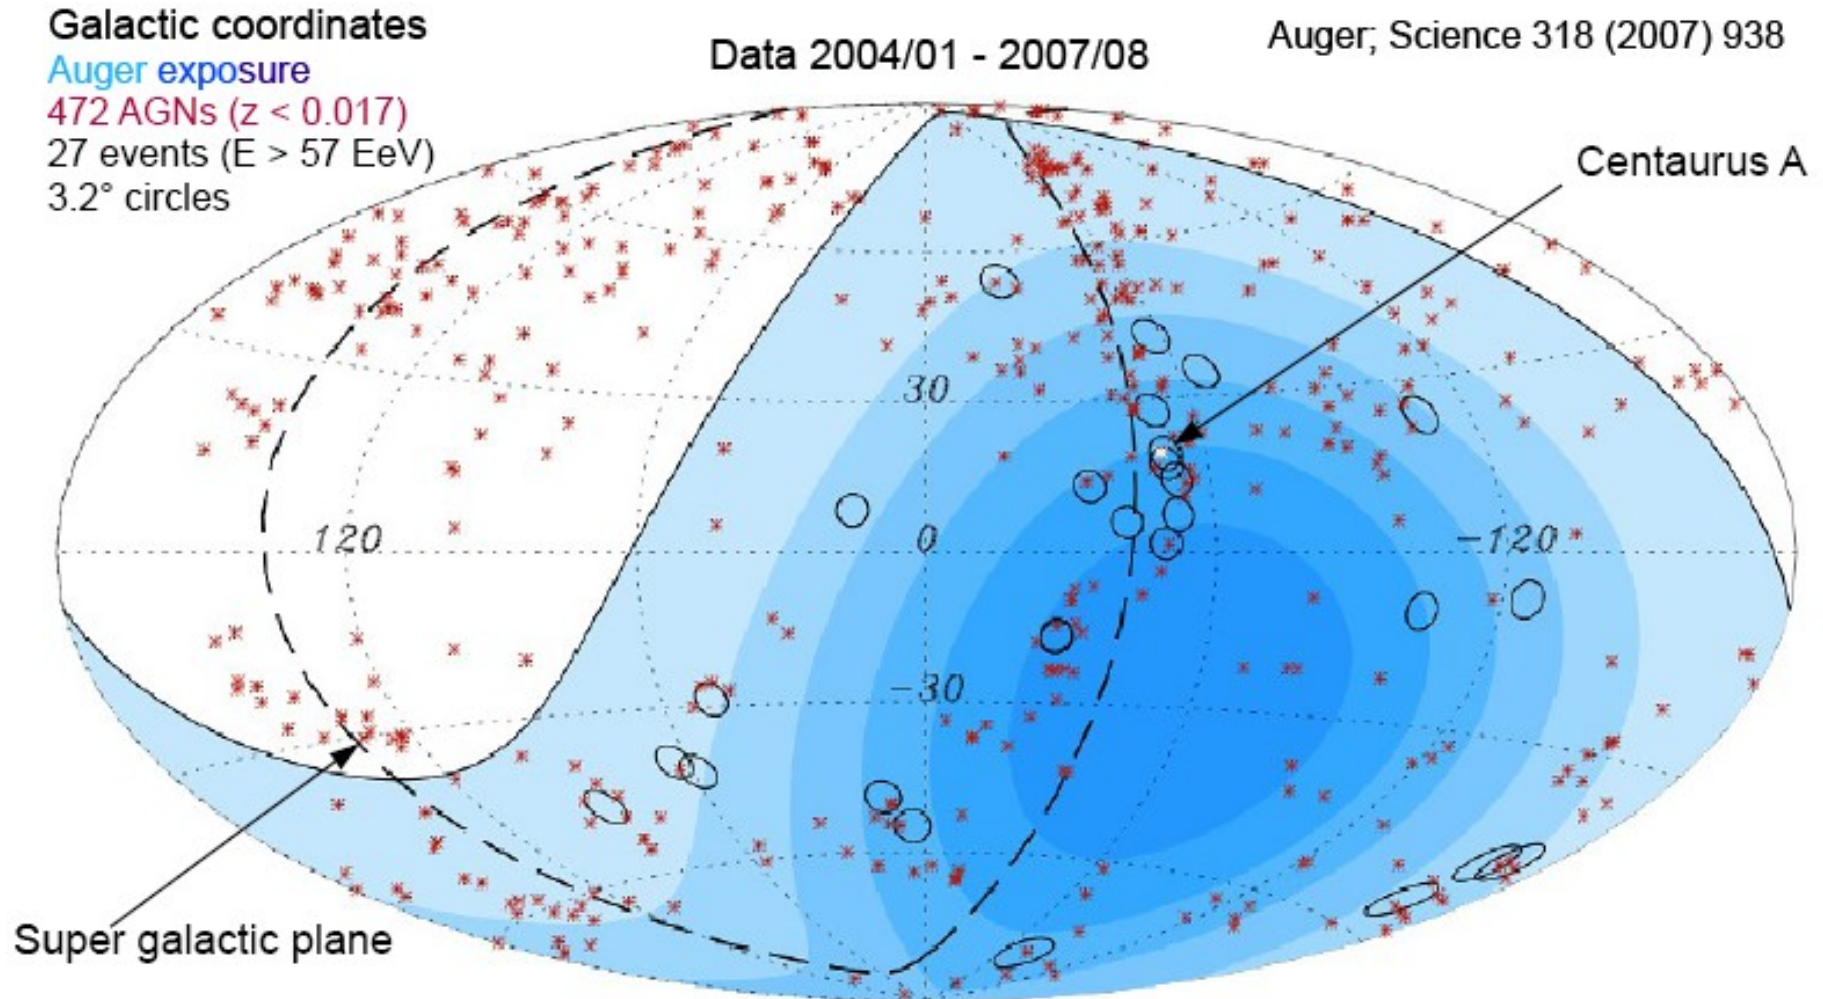 Galactic coordinates
Auger exposure
472 AGNs (z < 0.017)
27 events (E > 57 EeV)
3.2° circles
Data 2004/01 - 2007/08
Auger; Science 318 (2007) 938
Centaurus A
30
120
0
-120
-30
Super galactic plane